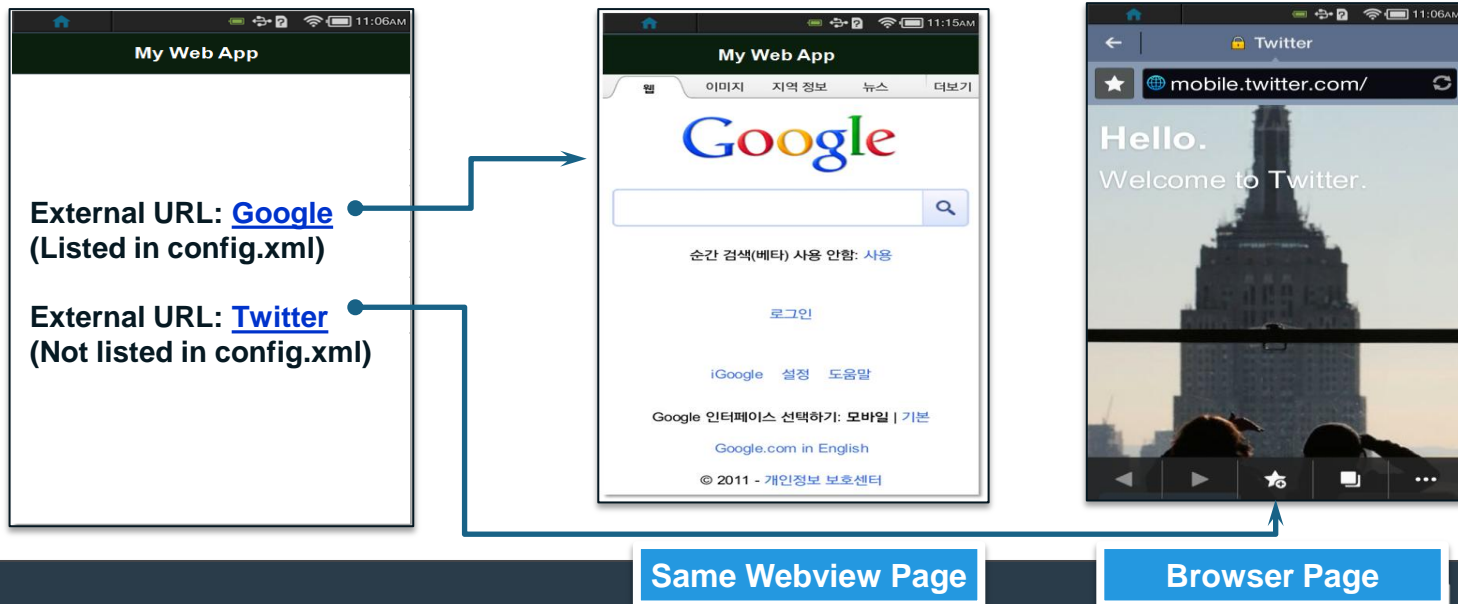 11:06AM
My Web App
External URL: Google
(Listed in config.xml)
External URL: Twitter
(Not listed in config.xml)
11:15AM
My Web App
웹 이미지 지역 정보 뉴스 더보기
Google
순간 검색(베타) 사용 안함: 사용
로그인
iGoogle 설정 도움말
Google 인터페이스 선택하기: 모바일 | 기본
Google.com in English
© 2011 - 개인정보 보호센터
11:06AM
Twitter
mobile.twitter.com/
Hello.
Welcome to Twitter.
Same Webview Page
Browser Page